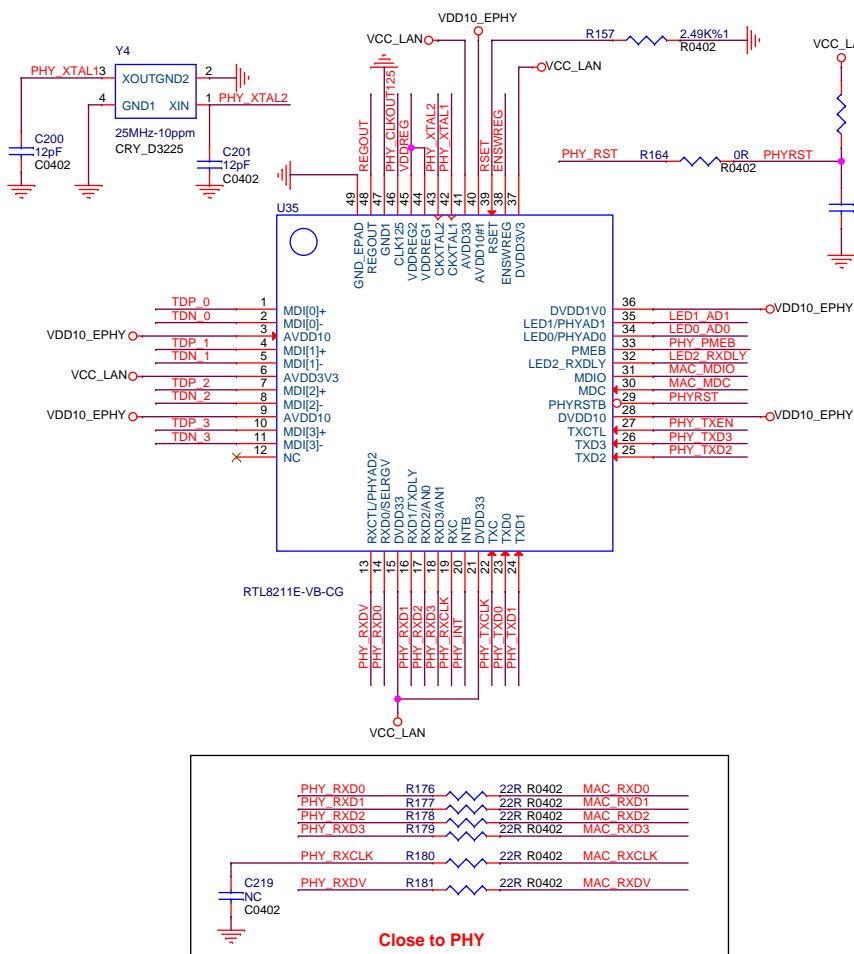 R157 2.49K%1
R0402
VDD10_EPHY
VCC_LAN
VCC_LAN
VCC_LA
Y4
PHY_XTAL1 3 XOUT GND2 2
4 GND1 XIN 1 PHY_XTAL2
25MHz-10ppm
CRY_D3225
C200
12pF
C0402
C201
12pF
C0402
REGOUT
PHY_CLKOUT125
VDDREG
PHY_XTAL2
PHY_XTAL1
RSET
ENSWREG
PHY_RST R164 0R PHYRST
R0402
49 48 47 46 45 44 43 42 41 40 39 38 37
U35
GND_EPAD
REGOUT
GND1
CLK125
VDDREG2
VDDREG1
CKXTAL2
CKXTAL1
AVDD33
AVDD10#1
RSET
ENSWREG
DVDD3V3
TDP_0 1 MDI[0]+
TDN_0 2 MDI[0]-
VDD10_EPHY 3 AVDD10
TDP_1 4 MDI[1]+
TDN_1 5 MDI[1]-
VCC_LAN 6 AVDD3V3
TDP_2 7 MDI[2]+
TDN_2 8 MDI[2]-
VDD10_EPHY 9 AVDD10
TDP_3 10 MDI[3]+
TDN_3 11 MDI[3]-
12 NC
DVDD1V0 36 VDD10_EPHY
LED1/PHYAD1 35 LED1_AD1
LED0/PHYAD0 34 LED0_AD0
PMEB 33 PHY_PMEB
LED2_RXDLY 32 LED2_RXDLY
MDIO 31 MAC_MDIO
MDC 30 MAC_MDC
PHYRSTB 29 PHYRST
DVDD10 28 VDD10_EPHY
TXCTL 27 PHY_TXEN
TXD3 26 PHY_TXD3
TXD2 25 PHY_TXD2
RXCTL/PHYAD2
RXD0/SELRGV
DVDD33
RXD1/TXDLY
RXD2/AN0
RXD3/AN1
RXC
INTB
DVDD33
TXC
TXD0
TXD1
13 14 15 16 17 18 19 20 21 22 23 24
RTL8211E-VB-CG
PHY_RXDV
PHY_RXD0
PHY_RXD1
PHY_RXD2
PHY_RXD3
PHY_RXCLK
PHY_INT
PHY_TXCLK
PHY_TXD0
PHY_TXD1
VCC_LAN
PHY_RXD0 R176 22R R0402 MAC_RXD0
PHY_RXD1 R177 22R R0402 MAC_RXD1
PHY_RXD2 R178 22R R0402 MAC_RXD2
PHY_RXD3 R179 22R R0402 MAC_RXD3
PHY_RXCLK R180 22R R0402 MAC_RXCLK
PHY_RXDV R181 22R R0402 MAC_RXDV
C219
NC
C0402
Close to PHY